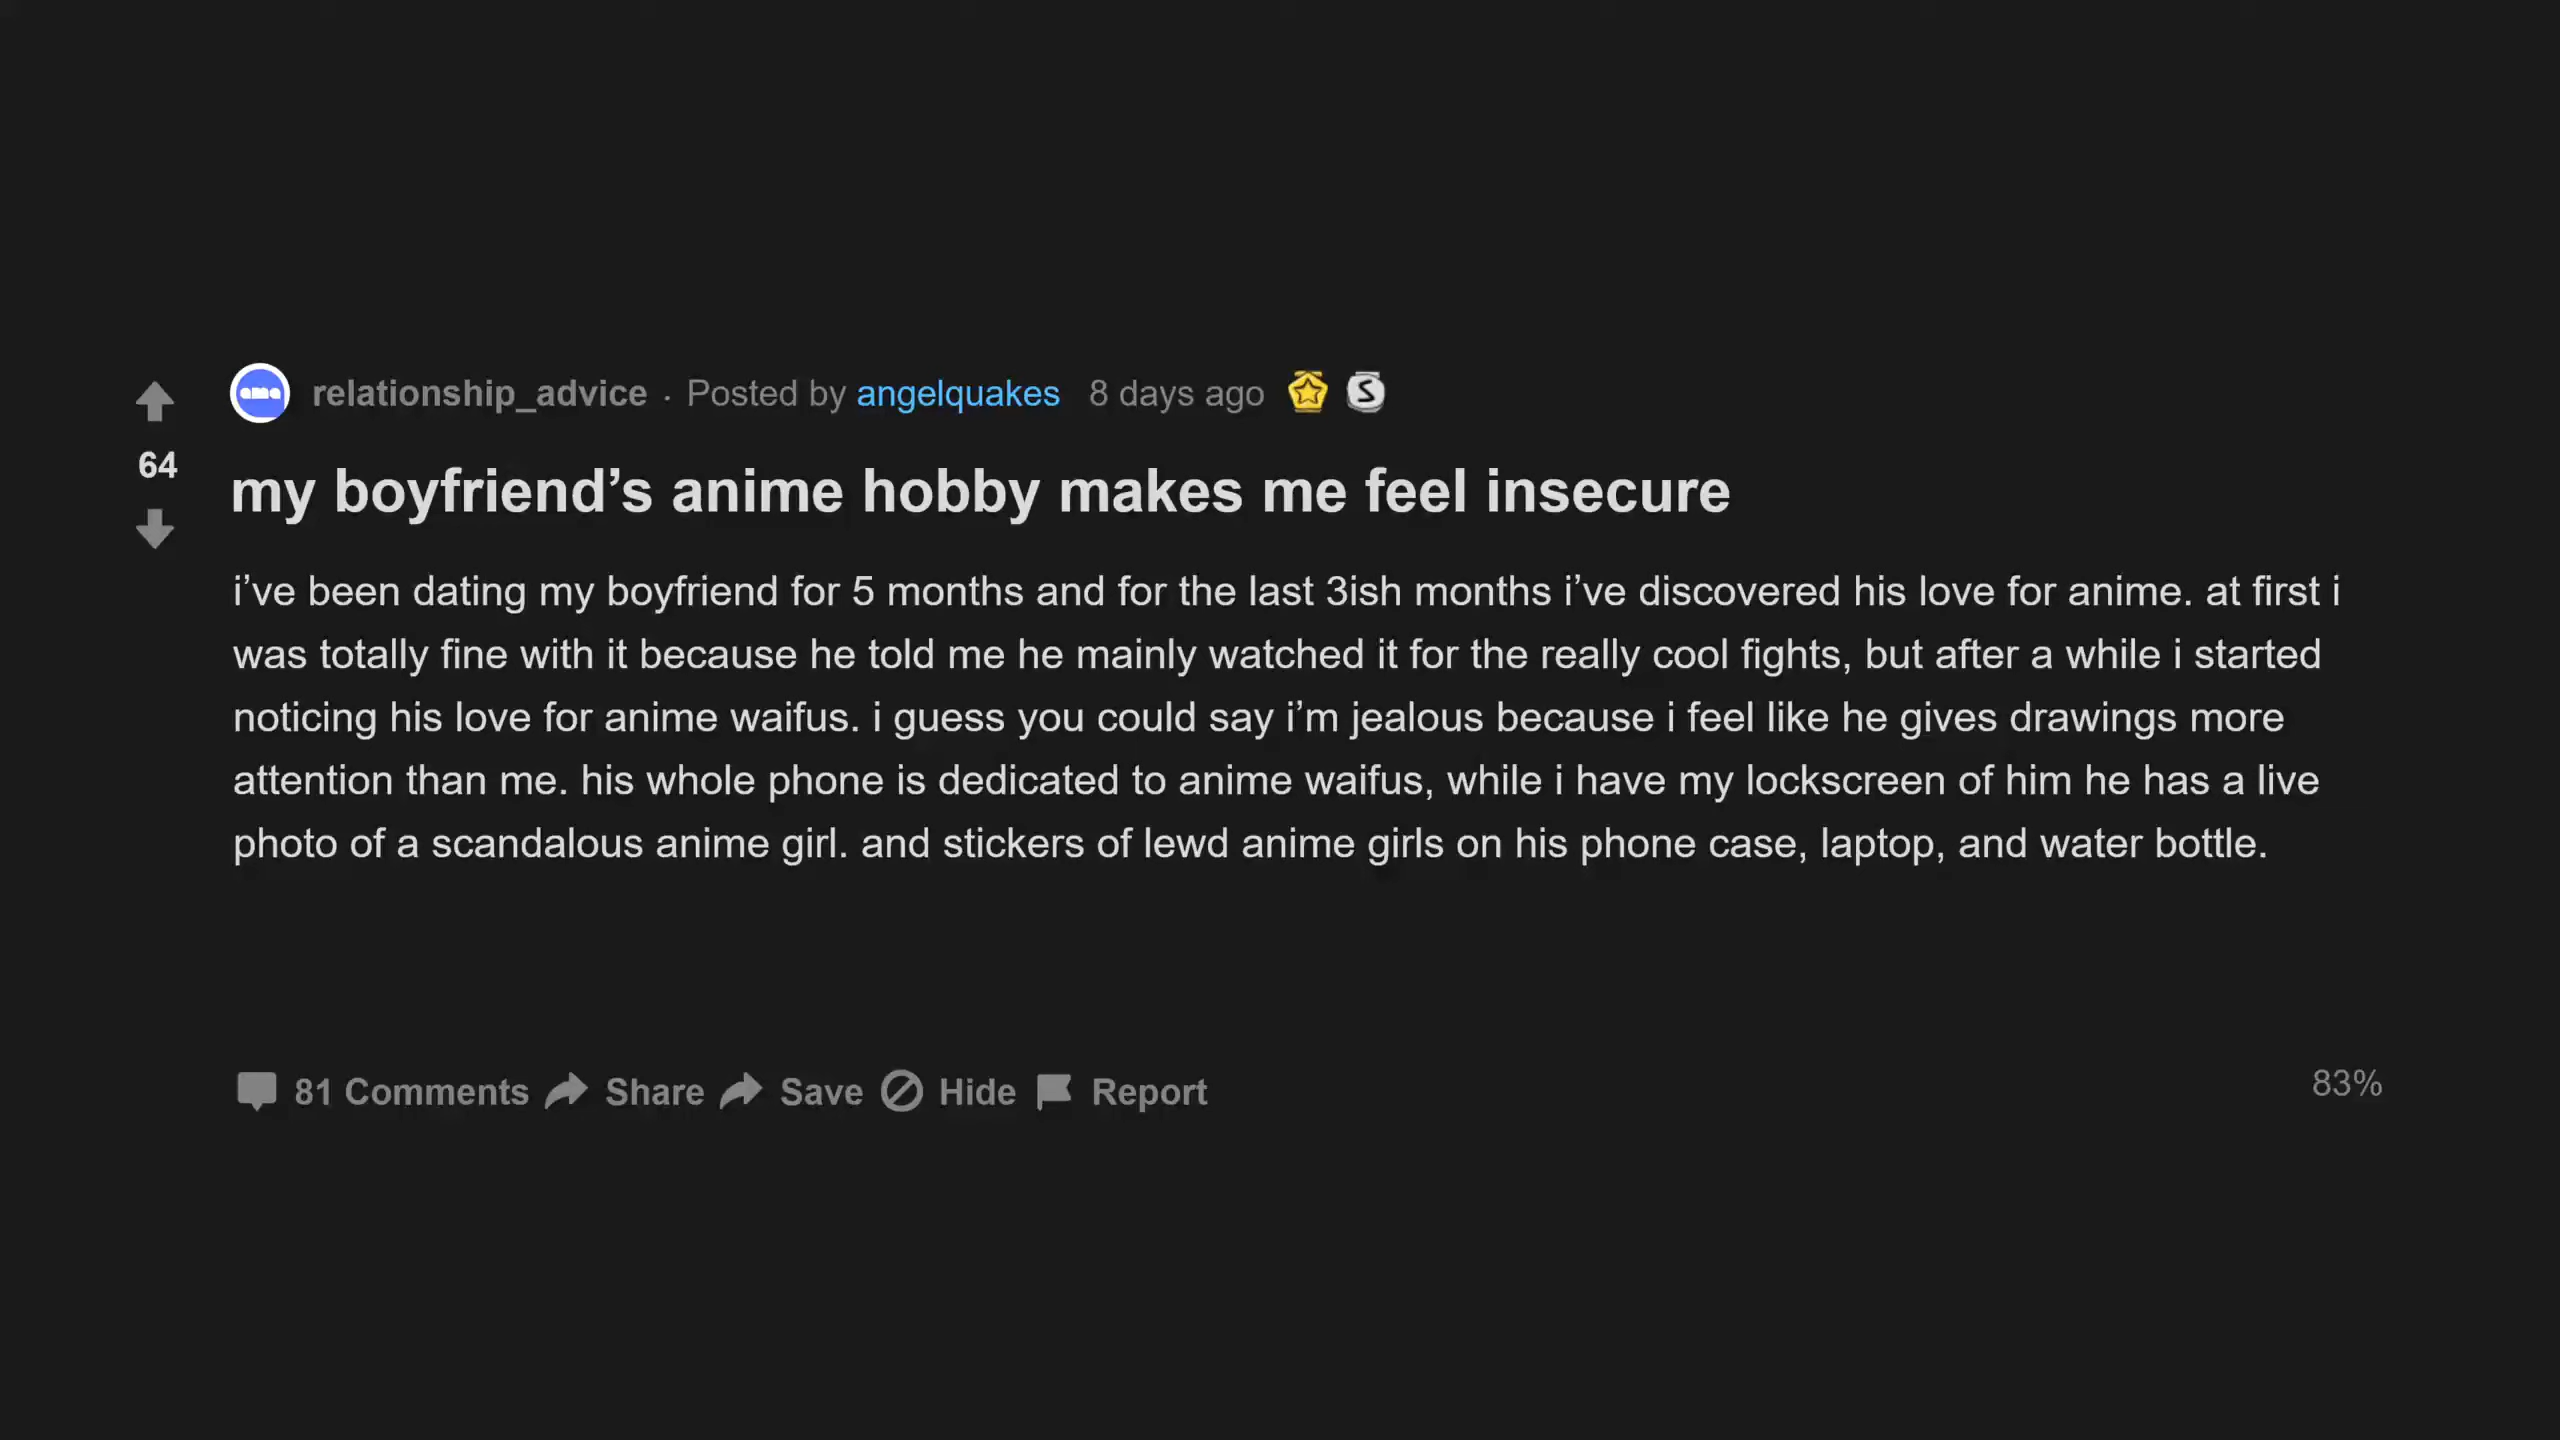 ama relationship_advice · Posted by angelquakes 8 days ago S
64
my boyfriend’s anime hobby makes me feel insecure
i’ve been dating my boyfriend for 5 months and for the last 3ish months i’ve discovered his love for anime. at first i
was totally fine with it because he told me he mainly watched it for the really cool fights, but after a while i started
noticing his love for anime waifus. i guess you could say i’m jealous because i feel like he gives drawings more
attention than me. his whole phone is dedicated to anime waifus, while i have my lockscreen of him he has a live
photo of a scandalous anime girl. and stickers of lewd anime girls on his phone case, laptop, and water bottle.
81 Comments Share Save Hide Report 83%